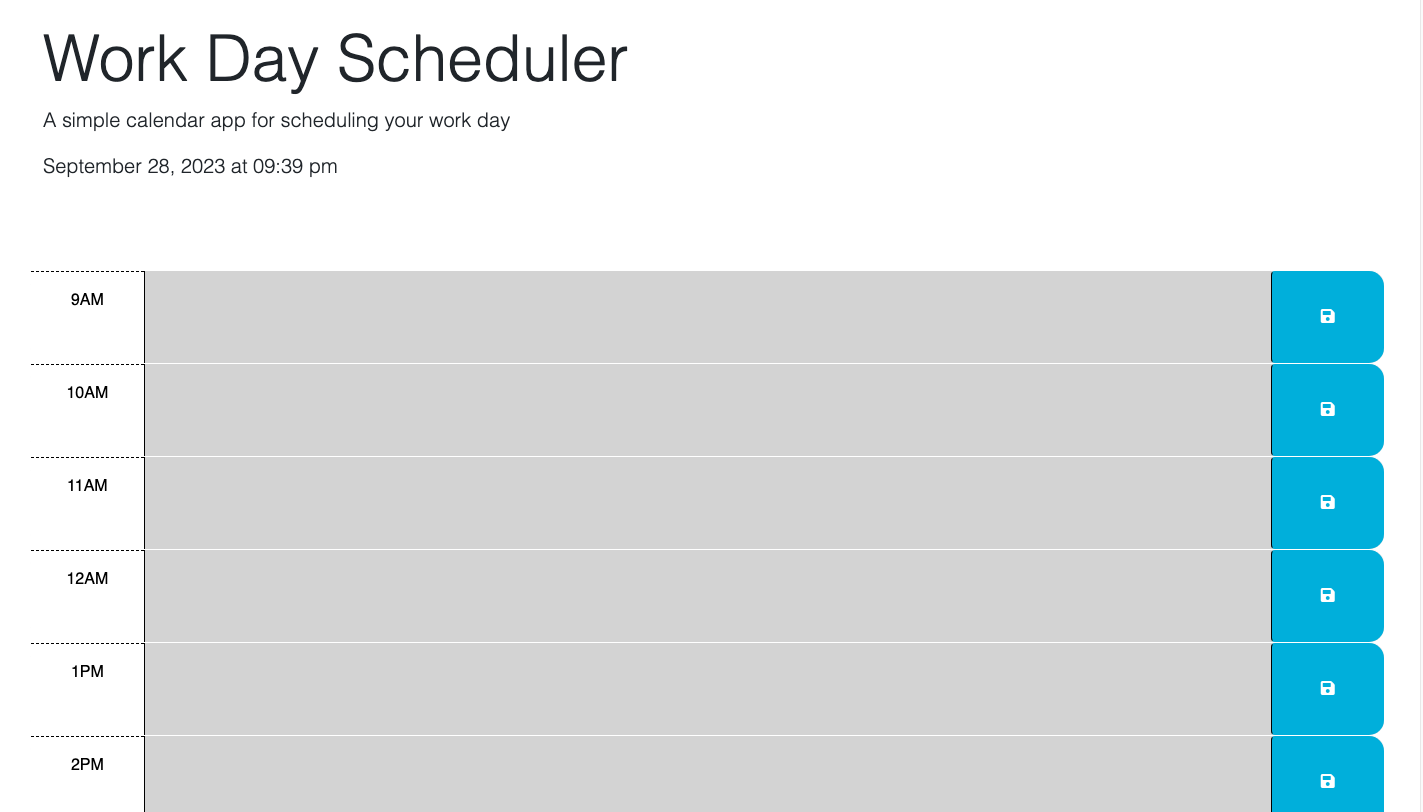 Work Day Scheduler
A simple calendar app for scheduling your work day
September 28, 2023 at 09:39 pm
9AM
10AM
11AM
12AM
1PM
2PM